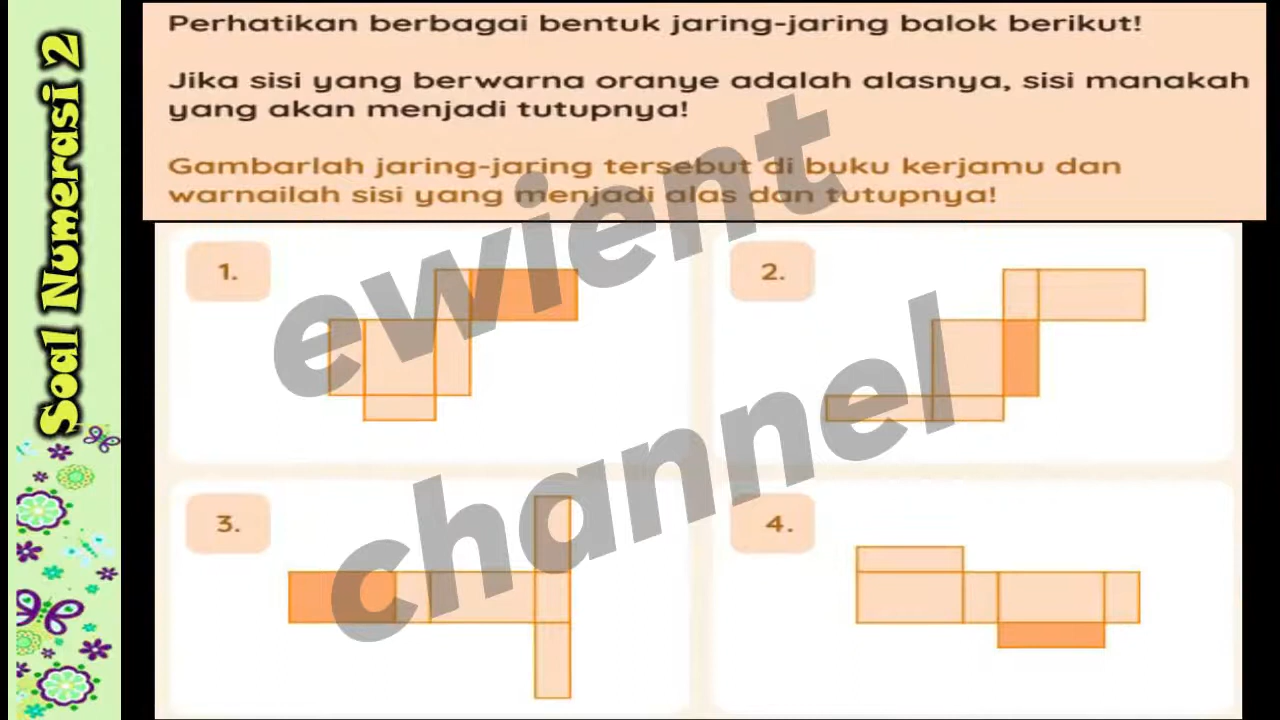 Soal Numerasi 2
Perhatikan berbagai bentuk jaring-jaring balok berikut!
Jika sisi yang berwarna oranye adalah alasnya, sisi manakah
yang akan menjadi tutupnya!
Gambarlah jaring-jaring tersebut di buku kerjamu dan
warnailah sisi yang menjadi alas dan tutupnya!
1.
2.
3.
4.
ewient
channel